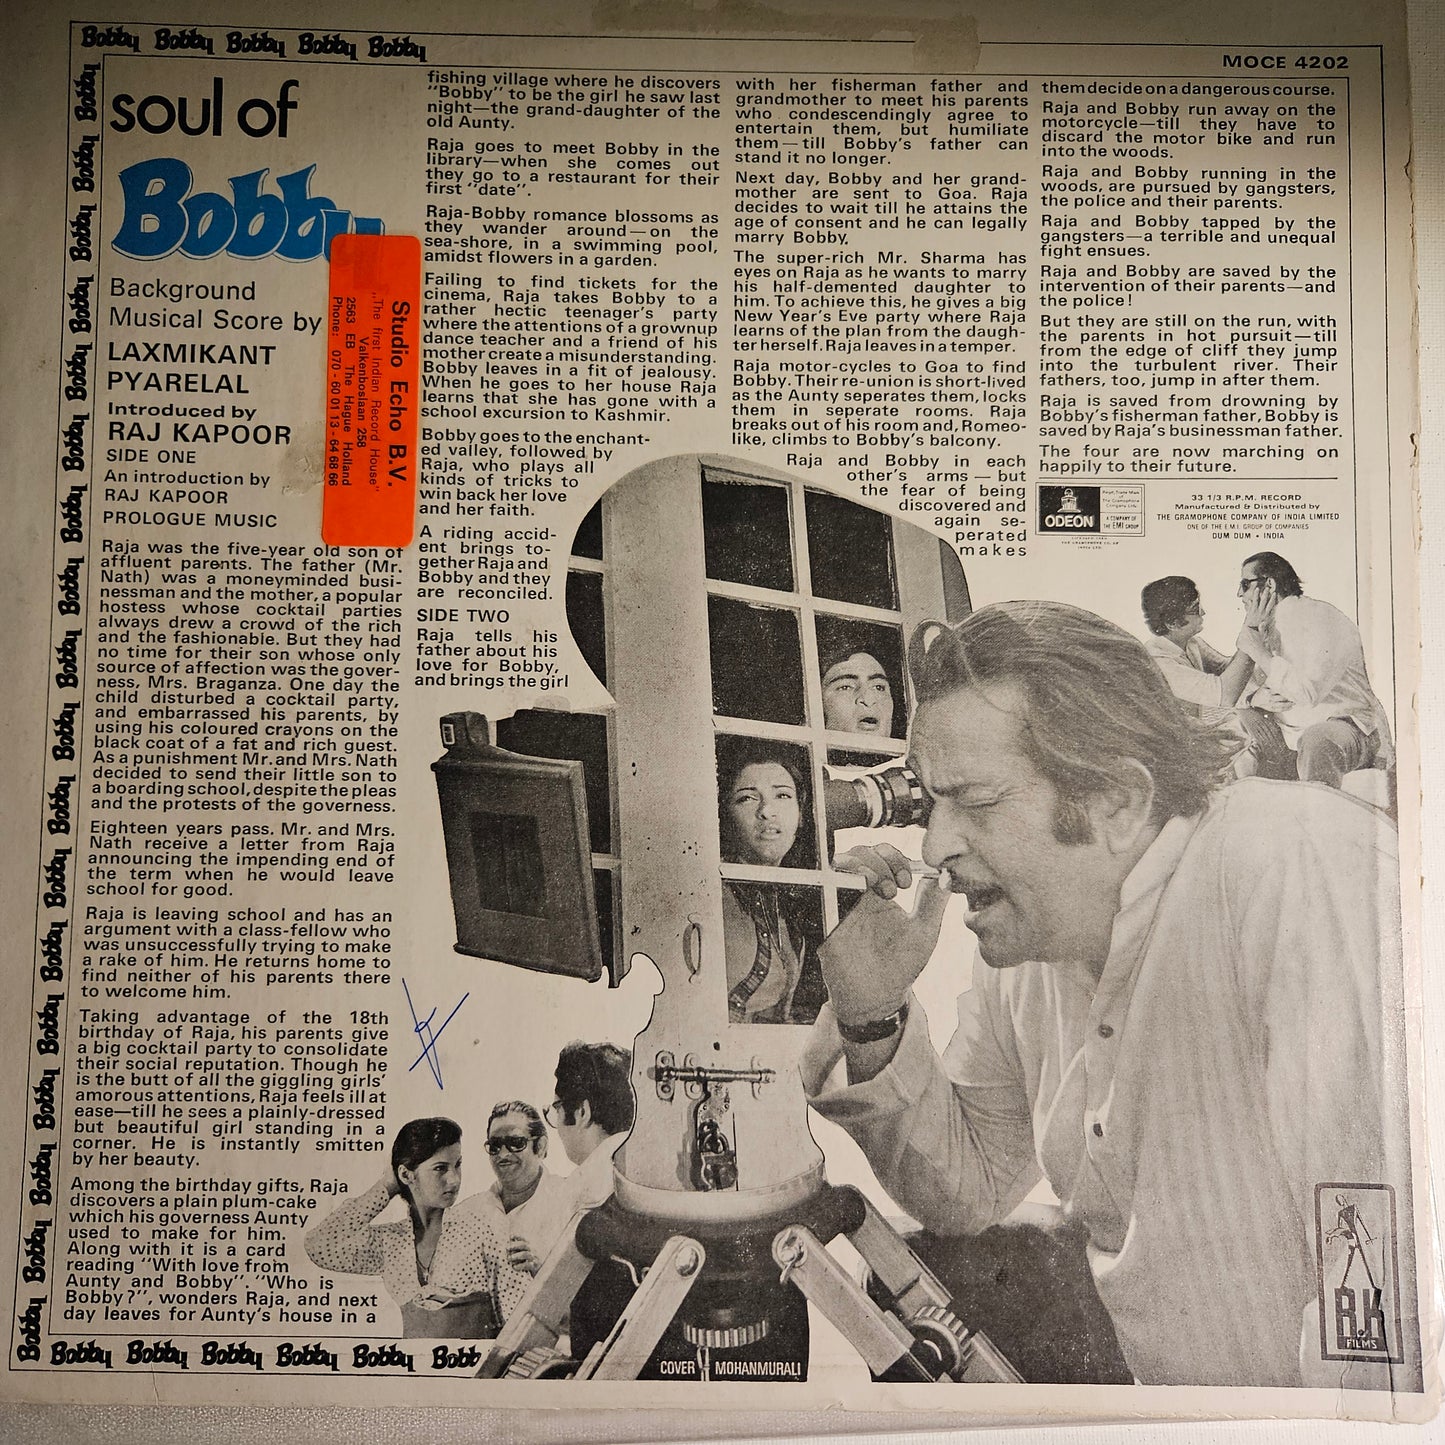 Bobby Bobby Bobby Bobby Bobby
MOCE 4202
soul of
Bobby
Background
Musical Score by
LAXMIKANT
PYARELAL
Introduced by
RAJ KAPOOR
SIDE ONE
An introduction by
RAJ KAPOOR
PROLOGUE MUSIC
Studio Echo B.V.
„The first Indian Record House"
Valkenboslaan 258
2563 EB The Hague Holland
Phone: 070 - 60 01 13 - 64 68 66
Raja was the five-year old son of
affluent parents. The father (Mr.
Nath) was a moneyminded busi-
nessman and the mother, a popular
hostess whose cocktail parties
always drew a crowd of the rich
and the fashionable. But they had
no time for their son whose only
source of affection was the gover-
ness, Mrs. Braganza. One day the
child disturbed a cocktail party,
and embarrassed his parents, by
using his coloured crayons on the
black coat of a fat and rich guest.
As a punishment Mr. and Mrs. Nath
decided to send their little son to
a boarding school, despite the pleas
and the protests of the governess.
Eighteen years pass. Mr. and Mrs.
Nath receive a letter from Raja
announcing the impending end of
the term when he would leave
school for good.
Raja is leaving school and has an
argument with a class-fellow who
was unsuccessfully trying to make
a rake of him. He returns home to
find neither of his parents there
to welcome him.
Taking advantage of the 18th
birthday of Raja, his parents give
a big cocktail party to consolidate
their social reputation. Though he
is the butt of all the giggling girls'
amorous attentions, Raja feels ill at
ease—till he sees a plainly-dressed
but beautiful girl standing in a
corner. He is instantly smitten
by her beauty.
Among the birthday gifts, Raja
discovers a plain plum-cake
which his governess Aunty
used to make for him.
Along with it is a card
reading "With love from
Aunty and Bobby". "Who is
Bobby?", wonders Raja, and next
day leaves for Aunty's house in a
fishing village where he discovers
"Bobby" to be the girl he saw last
night—the grand-daughter of the
old Aunty.
Raja goes to meet Bobby in the
library—when she comes out
they go to a restaurant for their
first "date".
Raja-Bobby romance blossoms as
they wander around—on the
sea-shore, in a swimming pool,
amidst flowers in a garden.
Failing to find tickets for the
cinema, Raja takes Bobby to a
rather hectic teenager's party
where the attentions of a grownup
dance teacher and a friend of his
mother create a misunderstanding.
Bobby leaves in a fit of jealousy.
When he goes to her house Raja
learns that she has gone with a
school excursion to Kashmir.
Bobby goes to the enchant-
ed valley, followed by
Raja, who plays all
kinds of tricks to
win back her love
and her faith.
A riding accid-
ent brings to-
gether Raja and
Bobby and they
are reconciled.
SIDE TWO
Raja tells his
father about his
love for Bobby,
and brings the girl
with her fisherman father and
grandmother to meet his parents
who condescendingly agree to
entertain them, but humiliate
them—till Bobby's father can
stand it no longer.
Next day, Bobby and her grand-
mother are sent to Goa. Raja
decides to wait till he attains the
age of consent and he can legally
marry Bobby.
The super-rich Mr. Sharma has
eyes on Raja as he wants to marry
his half-demented daughter to
him. To achieve this, he gives a big
New Year's Eve party where Raja
learns of the plan from the daugh-
ter herself. Raja leaves in a temper.
Raja motor-cycles to Goa to find
Bobby. Their re-union is short-lived
as the Aunty seperates them, locks
them in seperate rooms. Raja
breaks out of his room and, Romeo-
like, climbs to Bobby's balcony.
Raja and Bobby in each
other's arms — but
the fear of being
discovered and
again se-
perated
makes
them decide on a dangerous course.
Raja and Bobby run away on the
motorcycle—till they have to
discard the motor bike and run
into the woods.
Raja and Bobby running in the
woods, are pursued by gangsters,
the police and their parents.
Raja and Bobby tapped by the
gangsters—a terrible and unequal
fight ensues.
Raja and Bobby are saved by the
intervention of their parents—and
the police!
But they are still on the run, with
the parents in hot pursuit—till
from the edge of cliff they jump
into the turbulent river. Their
fathers, too, jump in after them.
Raja is saved from drowning by
Bobby's fisherman father, Bobby is
saved by Raja's businessman father.
The four are now marching on
happily to their future.
ODEON
Regd. Trade Mark
of The Gramophone
Company Ltd.
A COMPANY OF
THE EMI GROUP
33 1/3 R.P.M. RECORD
Manufactured & Distributed by
THE GRAMOPHONE COMPANY OF INDIA LIMITED
ONE OF THE E.M.I. GROUP OF COMPANIES
DUM DUM • INDIA
R.K
FILMS
COVER MOHANMURALI
Bobby Bobby Bobby Bobby Bobby Bobb
Bobby Bobby Bobby Bobby Bobby Bobby Bobby Bobby Bobby Bobby Bobby Bobby Bobby Bobby Bobby Bobby Bobby Bobby